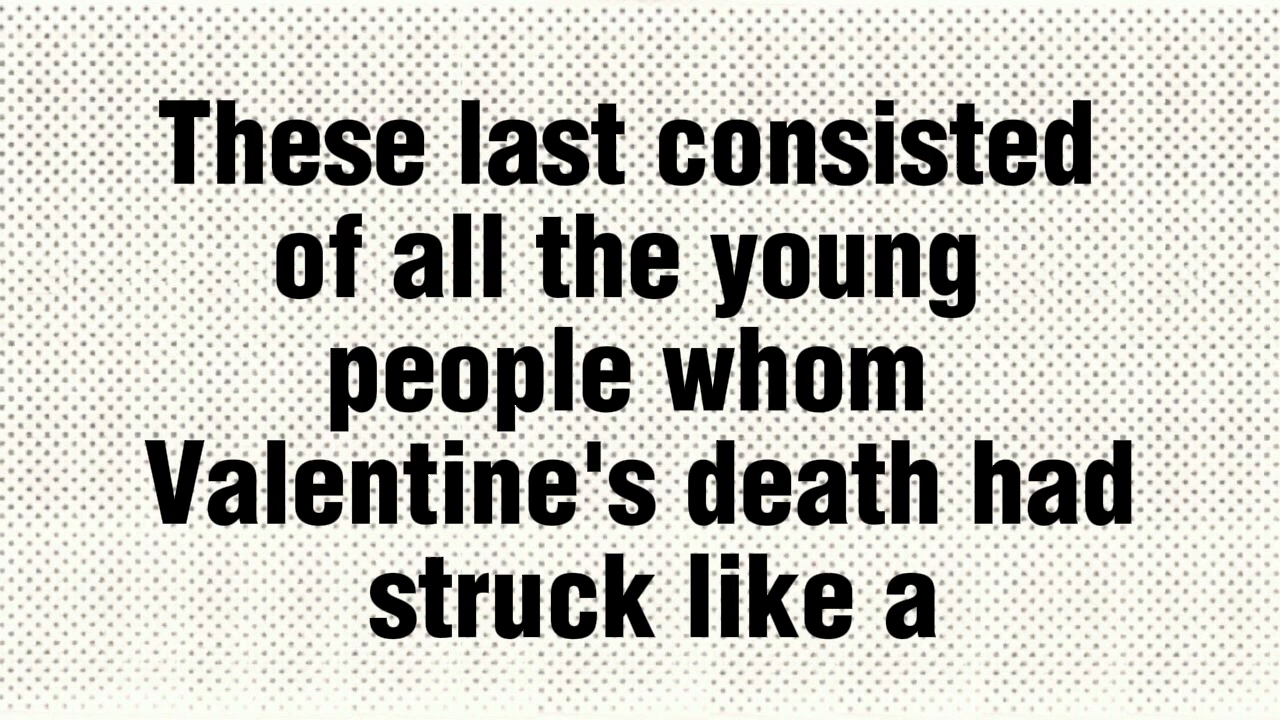 These last consisted
of all the young
people whom
Valentine's death had
struck like a